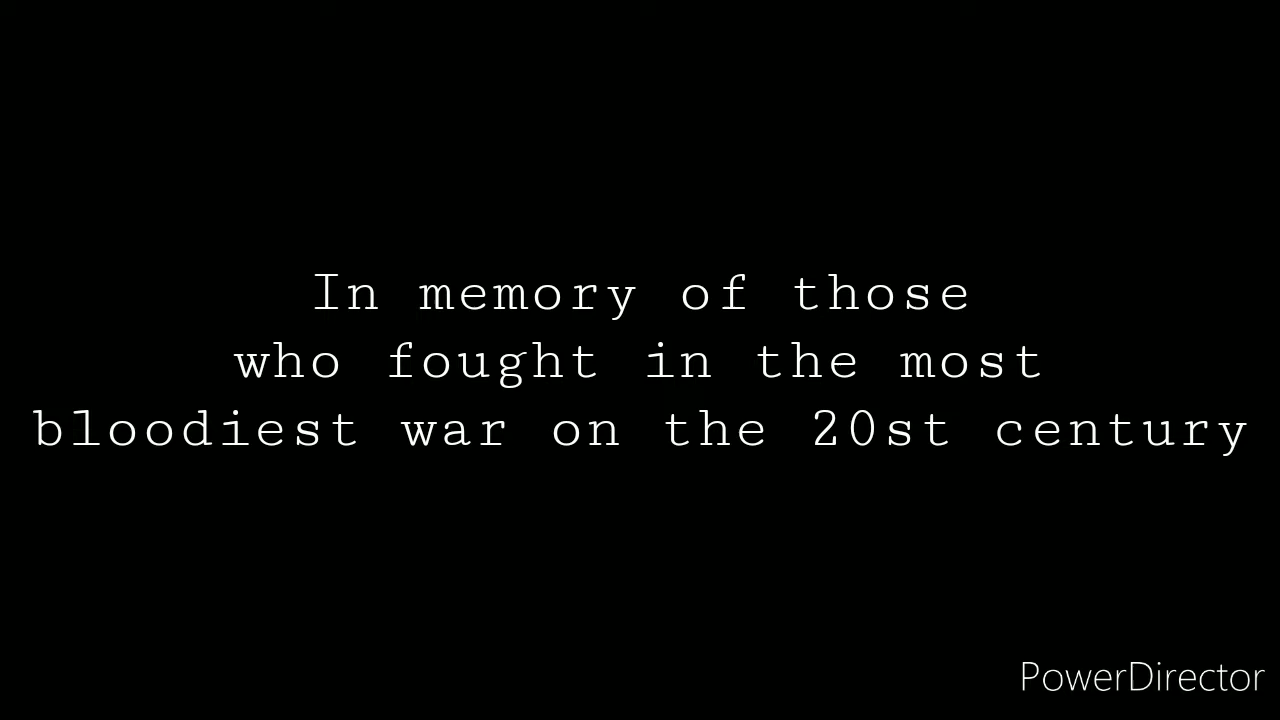 In memory of those
who fought in the most
bloodiest war on the 20st century
PowerDirector